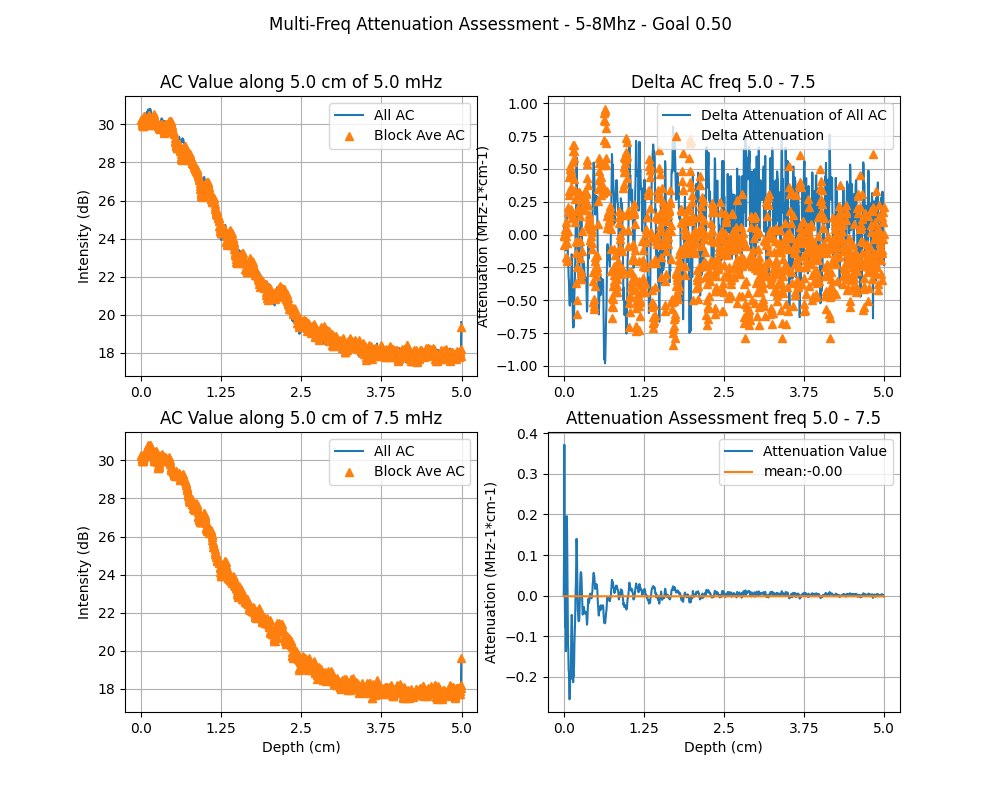 Multi-Freq Attenuation Assessment - 5-8Mhz - Goal 0.50
AC Value along 5.0 cm of 5.0 mHz
All AC
Block Ave AC
Intensity (dB)
30
28
26
24
22
20
18
0.0 1.25 2.5 3.75 5.0
Delta AC freq 5.0 - 7.5
Delta Attenuation of All AC
Delta Attenuation
Attenuation (MHz-1*cm-1)
1.00
0.75
0.50
0.25
0.00
−0.25
−0.50
−0.75
−1.00
0.0 1.25 2.5 3.75 5.0
AC Value along 5.0 cm of 7.5 mHz
All AC
Block Ave AC
Intensity (dB)
30
28
26
24
22
20
18
0.0 1.25 2.5 3.75 5.0
Depth (cm)
Attenuation Assessment freq 5.0 - 7.5
Attenuation Value
mean:-0.00
Attenuation (MHz-1*cm-1)
0.4
0.3
0.2
0.1
0.0
−0.1
−0.2
0.0 1.25 2.5 3.75 5.0
Depth (cm)